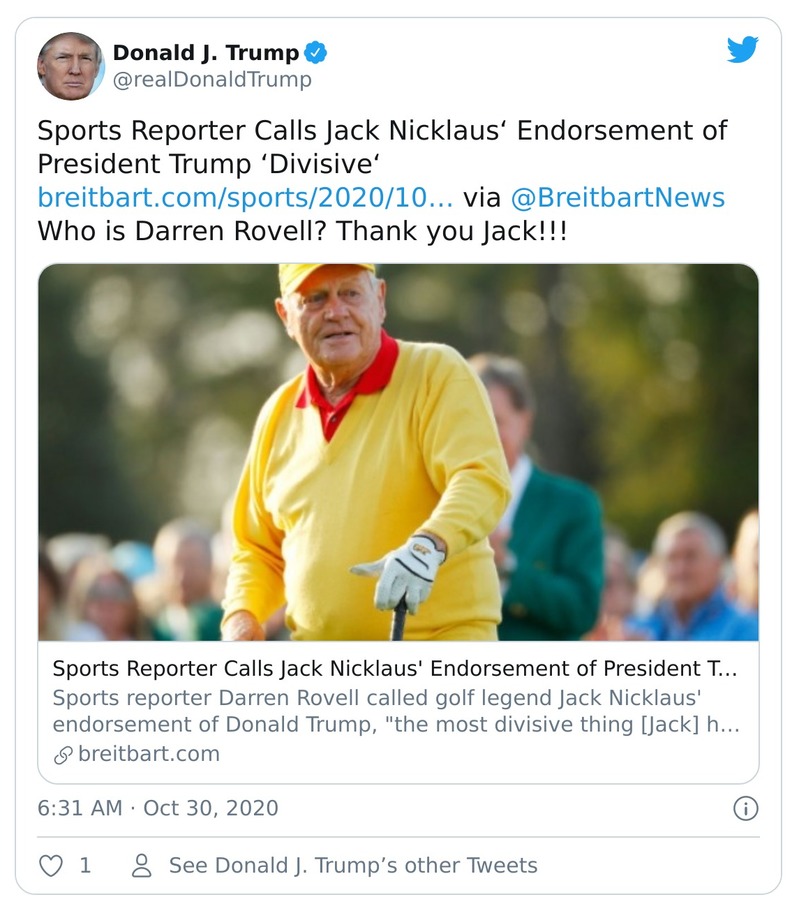 Donald J. Trump
@realDonaldTrump
Sports Reporter Calls Jack Nicklaus‘ Endorsement of
President Trump ‘Divisive‘
breitbart.com/sports/2020/10… via @BreitbartNews
Who is Darren Rovell? Thank you Jack!!!
Sports Reporter Calls Jack Nicklaus' Endorsement of President T…
Sports reporter Darren Rovell called golf legend Jack Nicklaus'
endorsement of Donald Trump, "the most divisive thing [Jack] h…
breitbart.com
6:31 AM · Oct 30, 2020
1 See Donald J. Trump’s other Tweets